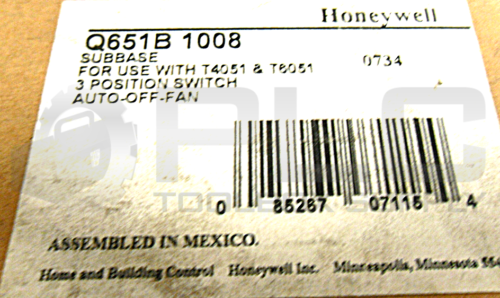 Honeywell
Q651B 1008
SUBBASE
FOR USE WITH T4051 & T6051
0734
3 POSITION SWITCH
AUTO-OFF-FAN
PLC
0 85267 07115 4
ASSEMBLED IN MEXICO.
Home and Building Control Honeywell Inc. Minneapolis, Minnesota